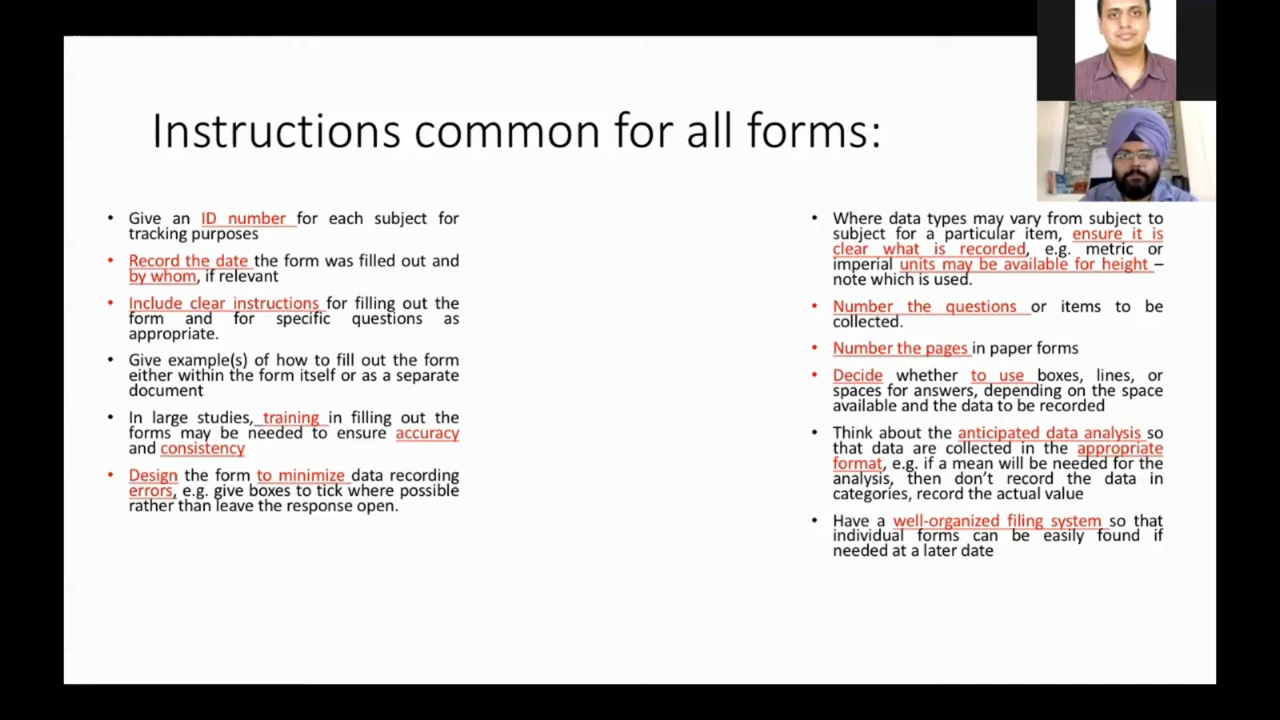 Instructions common for all forms:
• Give an ID number for each subject for
tracking purposes
• Record the date the form was filled out and
by whom, if relevant
• Include clear instructions for filling out the
form and for specific questions as
appropriate.
• Give example(s) of how to fill out the form
either within the form itself or as a separate
document
• In large studies, training in filling out the
forms may be needed to ensure accuracy
and consistency
• Design the form to minimize data recording
errors, e.g. give boxes to tick where possible
rather than leave the response open.
• Where data types may vary from subject to
subject for a particular item, ensure it is
clear what is recorded, e.g. metric or
imperial units may be available for height –
note which is used.
• Number the questions or items to be
collected.
• Number the pages in paper forms
• Decide whether to use boxes, lines, or
spaces for answers, depending on the space
available and the data to be recorded
• Think about the anticipated data analysis so
that data are collected in the appropriate
format, e.g. if a mean will be needed for the
analysis, then don’t record the data in
categories, record the actual value
• Have a well-organized filing system so that
individual forms can be easily found if
needed at a later date